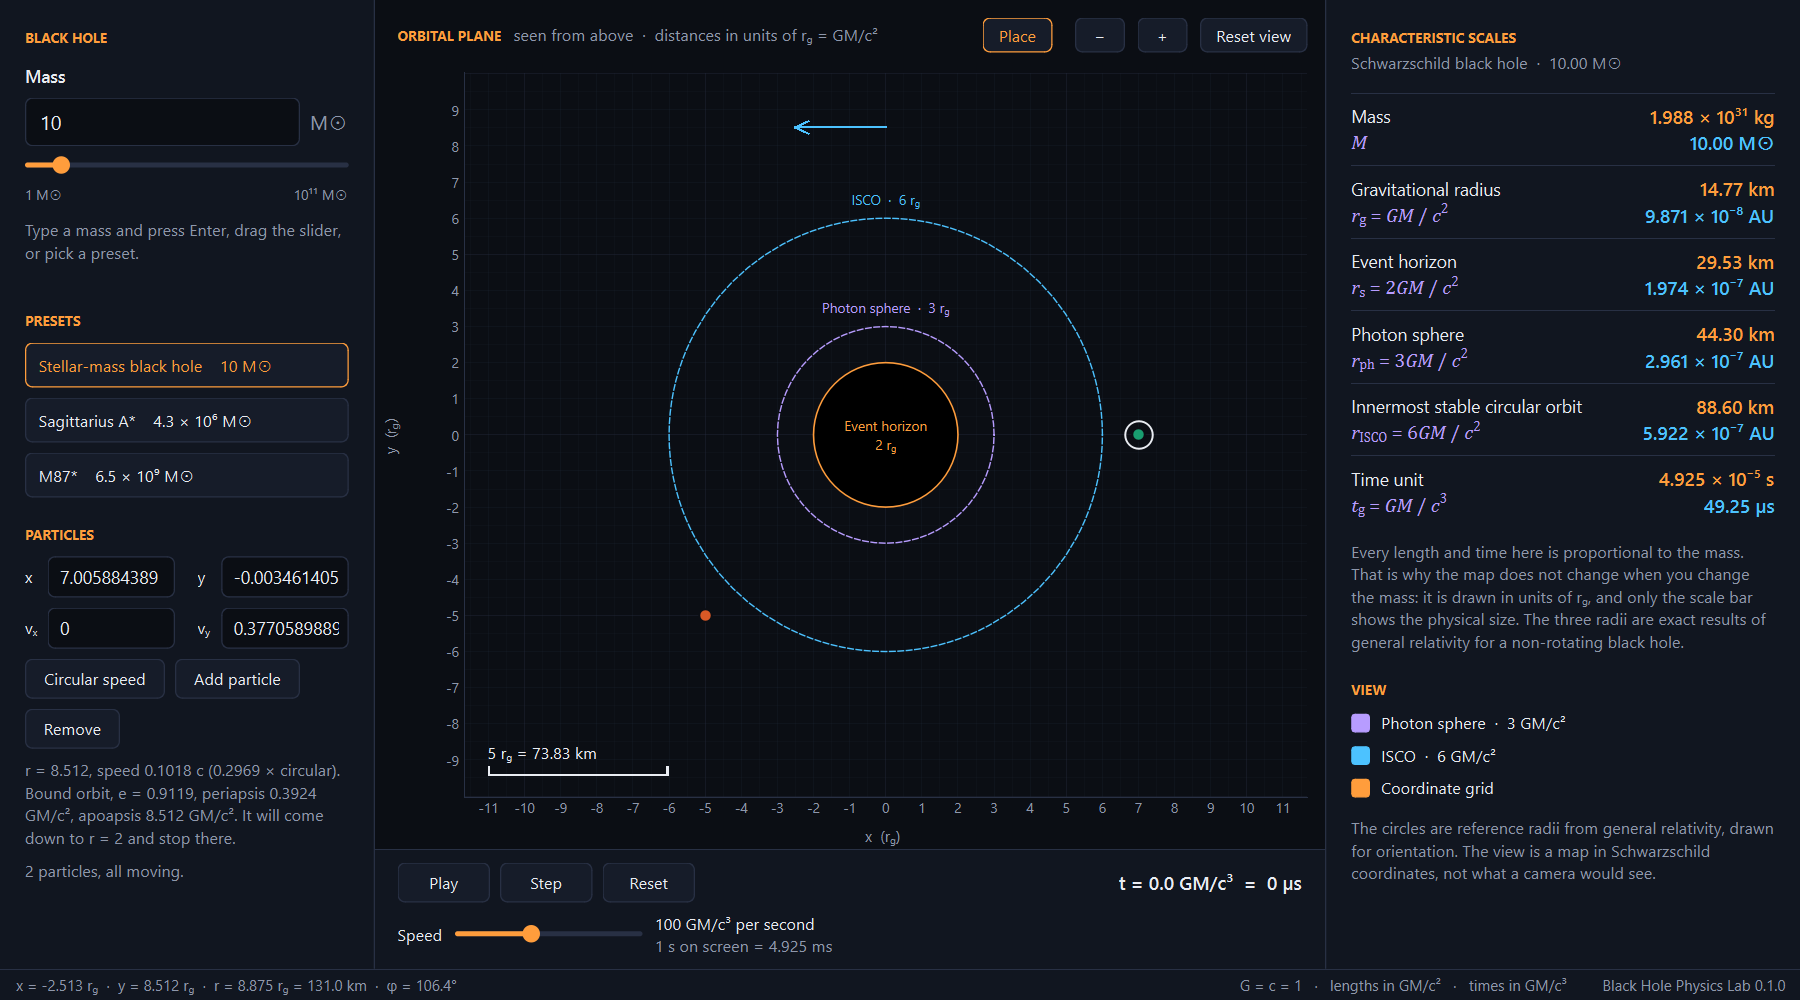 BLACK HOLE
Mass
10 M☉
1 M☉ 10¹¹ M☉
Type a mass and press Enter, drag the slider,
or pick a preset.
PRESETS
Stellar-mass black hole 10 M☉
Sagittarius A* 4.3 × 10⁶ M☉
M87* 6.5 × 10⁹ M☉
PARTICLES
x 7.005884389 y -0.003461405
vₓ 0 vᵧ 0.3770589889
Circular speed Add particle
Remove
r = 8.512, speed 0.1018 c (0.2969 × circular).
Bound orbit, e = 0.9119, periapsis 0.3924
GM/c², apoapsis 8.512 GM/c². It will come
down to r = 2 and stop there.
2 particles, all moving.
ORBITAL PLANE seen from above · distances in units of r_g = GM/c²
Place − + Reset view
9
8
7
6
5
4
3
2
1
0
-1
-2
-3
-4
-5
-6
-7
-8
-9
y (r_g)
ISCO · 6 r_g
Photon sphere · 3 r_g
Event horizon
2 r_g
5 r_g = 73.83 km
-11 -10 -9 -8 -7 -6 -5 -4 -3 -2 -1 0 1 2 3 4 5 6 7 8 9 10 11
x (r_g)
Play Step Reset t = 0.0 GM/c³ = 0 µs
Speed 100 GM/c³ per second
1 s on screen = 4.925 ms
CHARACTERISTIC SCALES
Schwarzschild black hole · 10.00 M☉
Mass 1.988 × 10³¹ kg
M 10.00 M☉
Gravitational radius 14.77 km
r_g = GM / c² 9.871 × 10⁻⁸ AU
Event horizon 29.53 km
r_s = 2GM / c² 1.974 × 10⁻⁷ AU
Photon sphere 44.30 km
r_ph = 3GM / c² 2.961 × 10⁻⁷ AU
Innermost stable circular orbit 88.60 km
r_ISCO = 6GM / c² 5.922 × 10⁻⁷ AU
Time unit 4.925 × 10⁻⁵ s
t_g = GM / c³ 49.25 µs
Every length and time here is proportional to the mass.
That is why the map does not change when you change
the mass: it is drawn in units of r_g, and only the scale bar
shows the physical size. The three radii are exact results of
general relativity for a non-rotating black hole.
VIEW
Photon sphere · 3 GM/c²
ISCO · 6 GM/c²
Coordinate grid
The circles are reference radii from general relativity, drawn
for orientation. The view is a map in Schwarzschild
coordinates, not what a camera would see.
x = -2.513 r_g · y = 8.512 r_g · r = 8.875 r_g = 131.0 km · φ = 106.4°
G = c = 1 · lengths in GM/c² · times in GM/c³ Black Hole Physics Lab 0.1.0